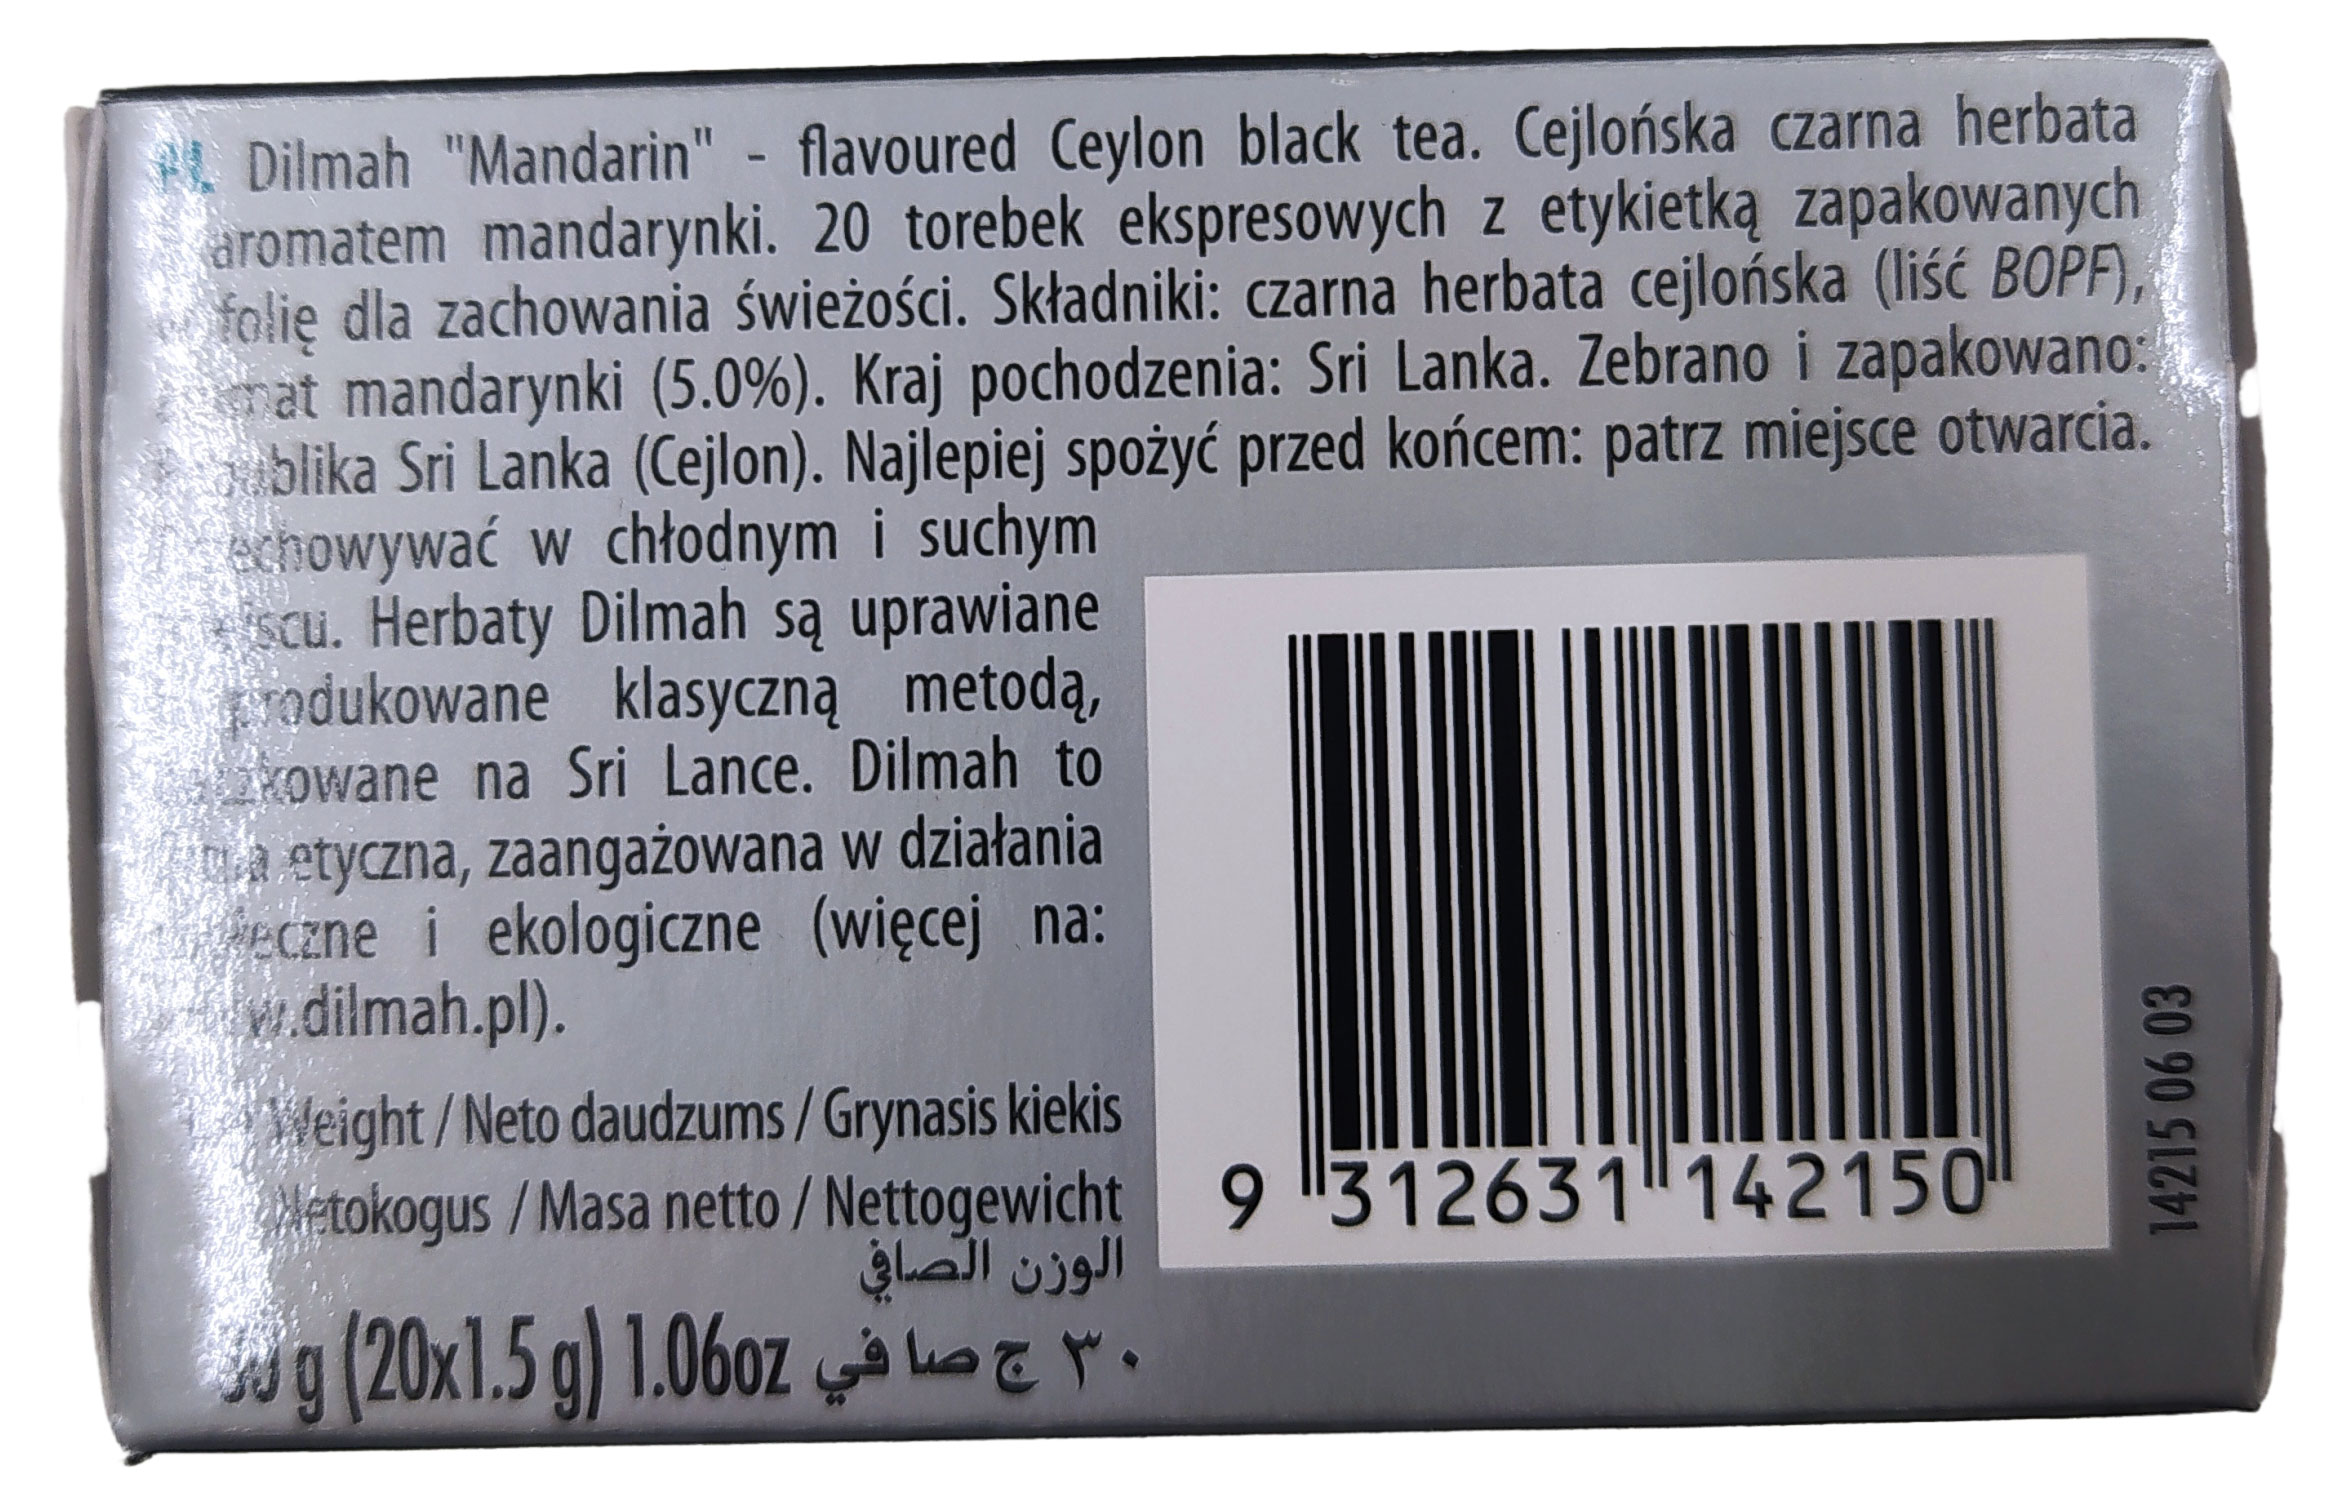 PL Dilmah "Mandarin" - flavoured Ceylon black tea. Cejlońska czarna herbata
aromatem mandarynki. 20 torebek ekspresowych z etykietką zapakowanych
folię dla zachowania świeżości. Składniki: czarna herbata cejlońska (liść BOPF),
mandarynki (5.0%). Kraj pochodzenia: Sri Lanka. Zebrano i zapakowano:
Sri Lanka (Cejlon). Najlepiej spożyć przed końcem: patrz miejsce otwarcia.
w chłodnym i suchym
Herbaty Dilmah są uprawiane
produkowane klasyczną metodą,
na Sri Lance. Dilmah to
etyczna, zaangażowana w działania
i ekologiczne (więcej na:
w.dilmah.pl).
Weight / Neto daudzums / Grynasis kiekis
Netokogus / Masa netto / Nettogewicht
الوزن الصافي
30 g (20x1.5 g) 1.06oz ٣٠ ج صافي
9 312631 142150
14215 06 03